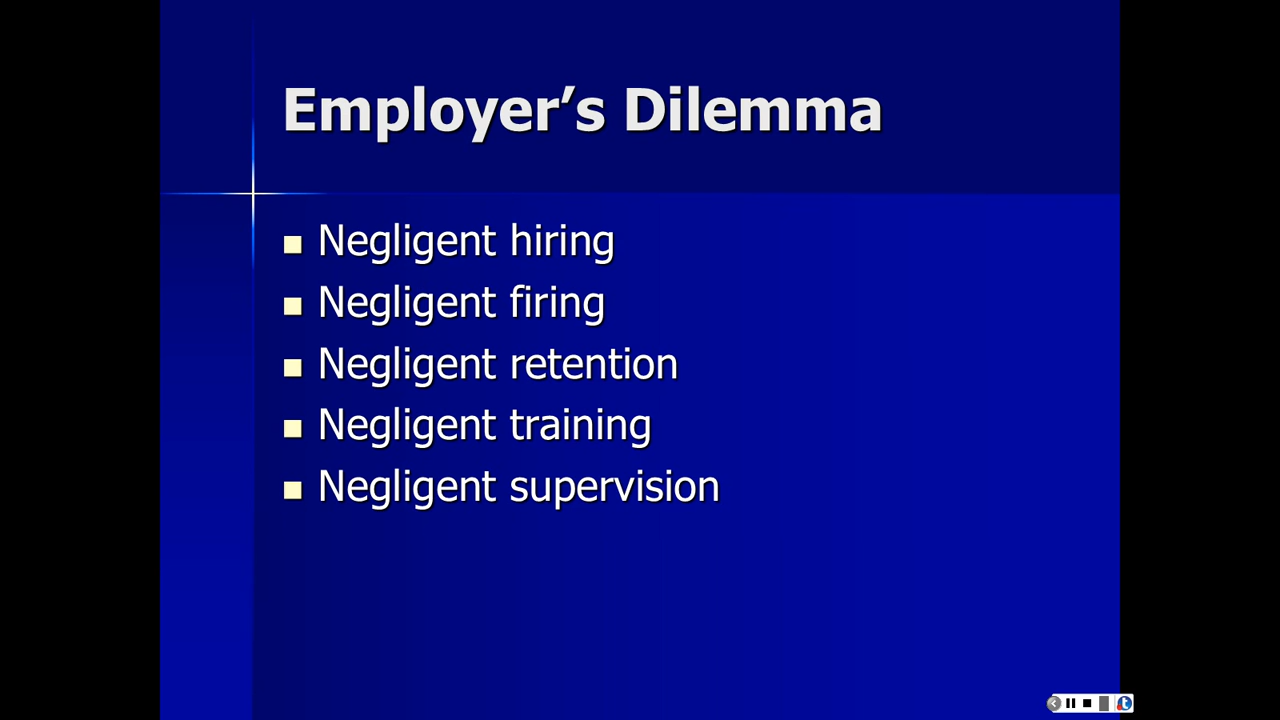 Employer’s Dilemma
Negligent hiring
Negligent firing
Negligent retention
Negligent training
Negligent supervision